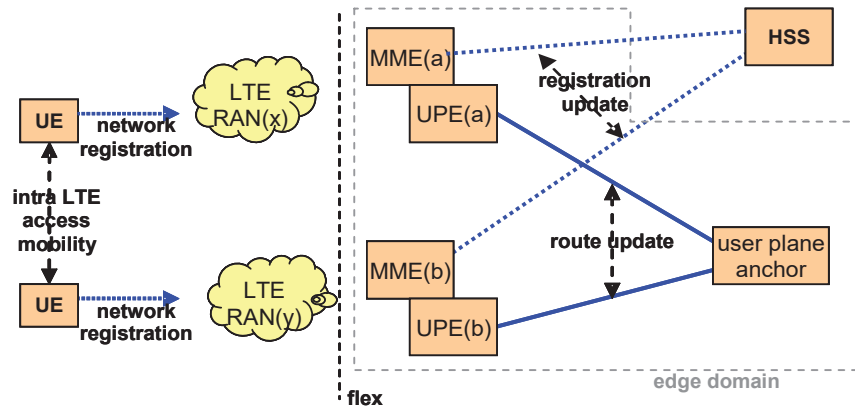 MME(a)
HSS
LTE
RAN(x)
registration
update
UE
network
registration
UPE(a)
intra LTE
access
mobility
route update
user plane
anchor
MME(b)
LTE
RAN(y)
UE
network
registration
UPE(b)
edge domain
flex